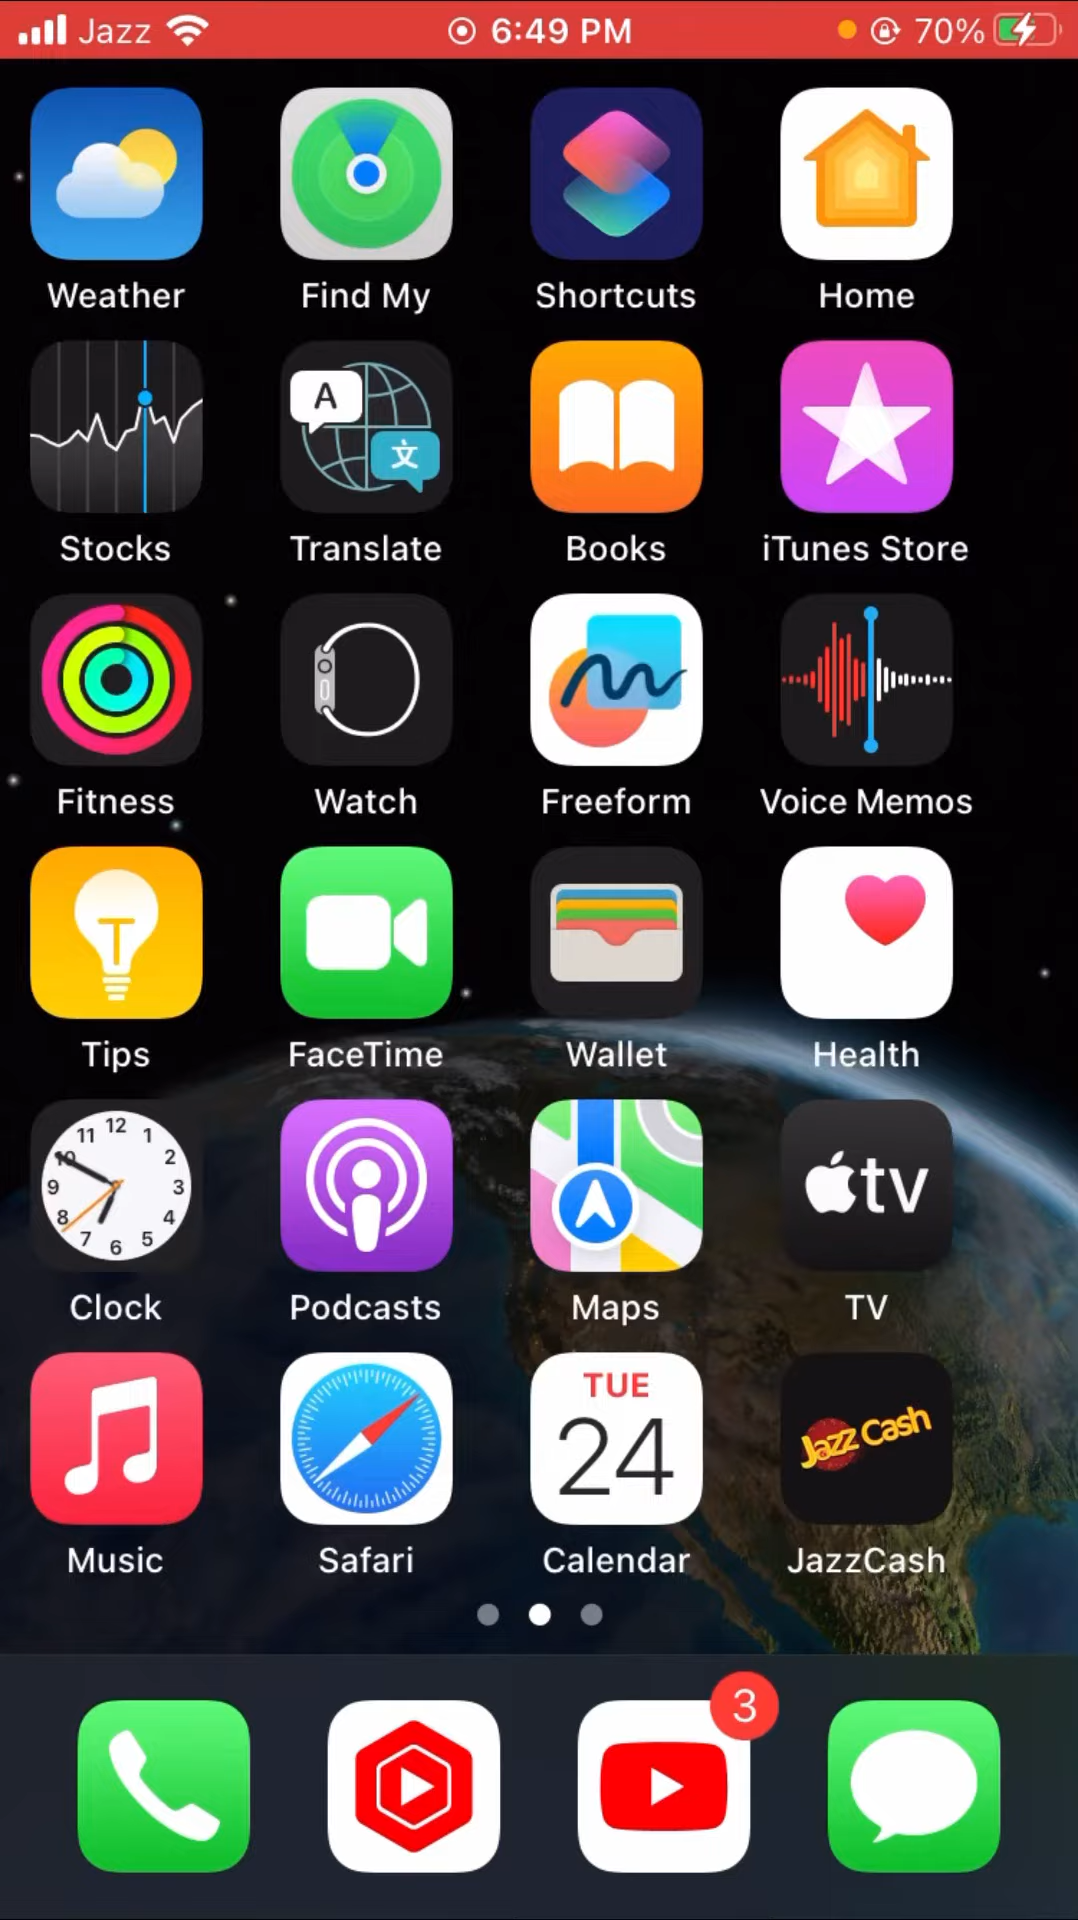 Jazz 6:49 PM 70%
Weather Find My Shortcuts Home
A 文
Stocks Translate Books iTunes Store
Fitness Watch Freeform Voice Memos
Tips FaceTime Wallet Health
12 1 2 3 4 5 6 7 8 9 10 11
tv
Clock Podcasts Maps TV
TUE
24
Jazz Cash
Music Safari Calendar JazzCash
3